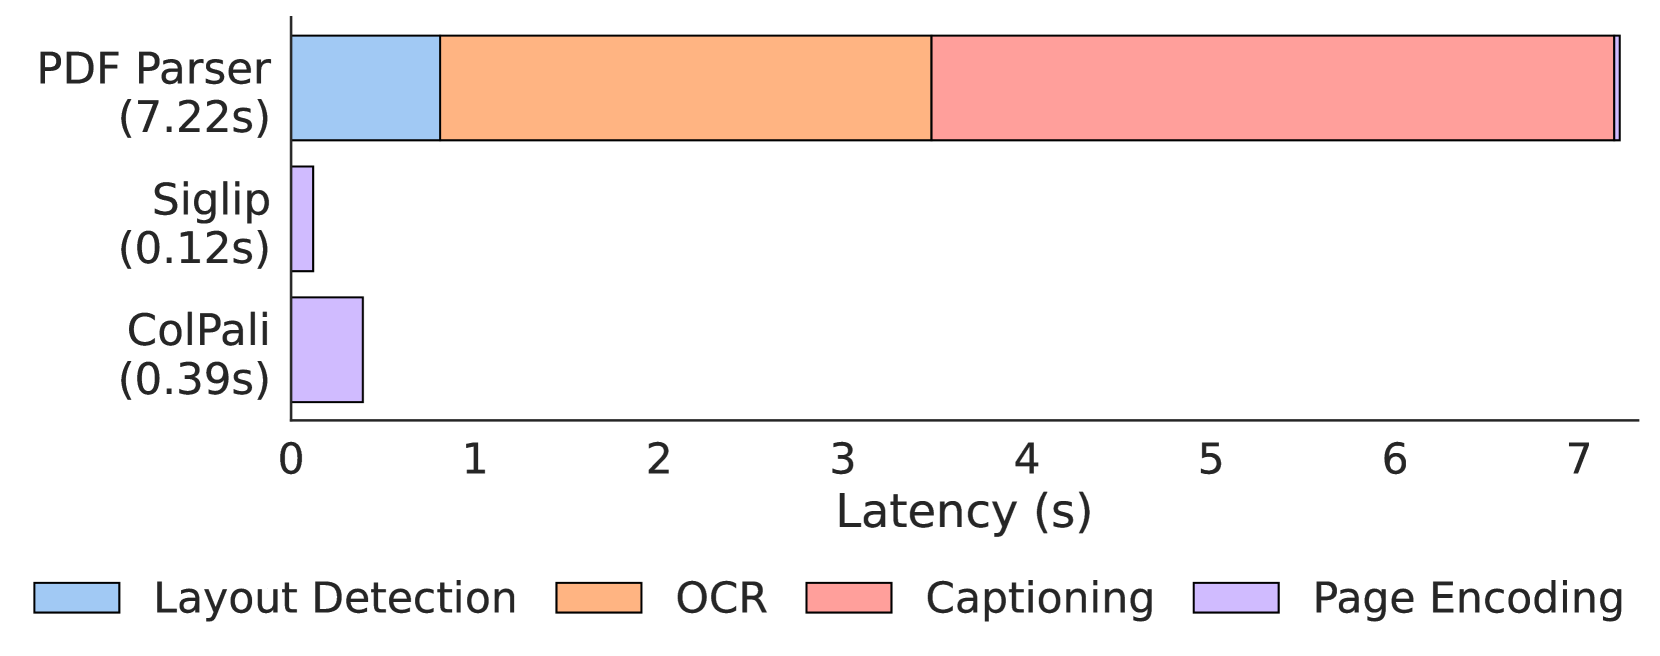 PDF Parser
(7.22s)
Siglip
(0.12s)
ColPali
(0.39s)
0 1 2 3 4 5 6 7
Latency (s)
Layout Detection OCR Captioning Page Encoding